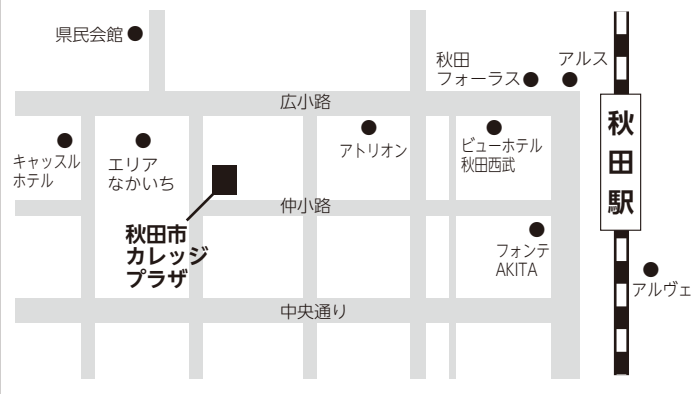 県民会館
秋田
フォーラス
アルス
広小路
秋田駅
キャッスル
ホテル
エリア
なかいち
アトリオン
ビューホテル
秋田西武
仲小路
秋田市
カレッジ
プラザ
フォンテ
AKITA
アルヴェ
中央通り